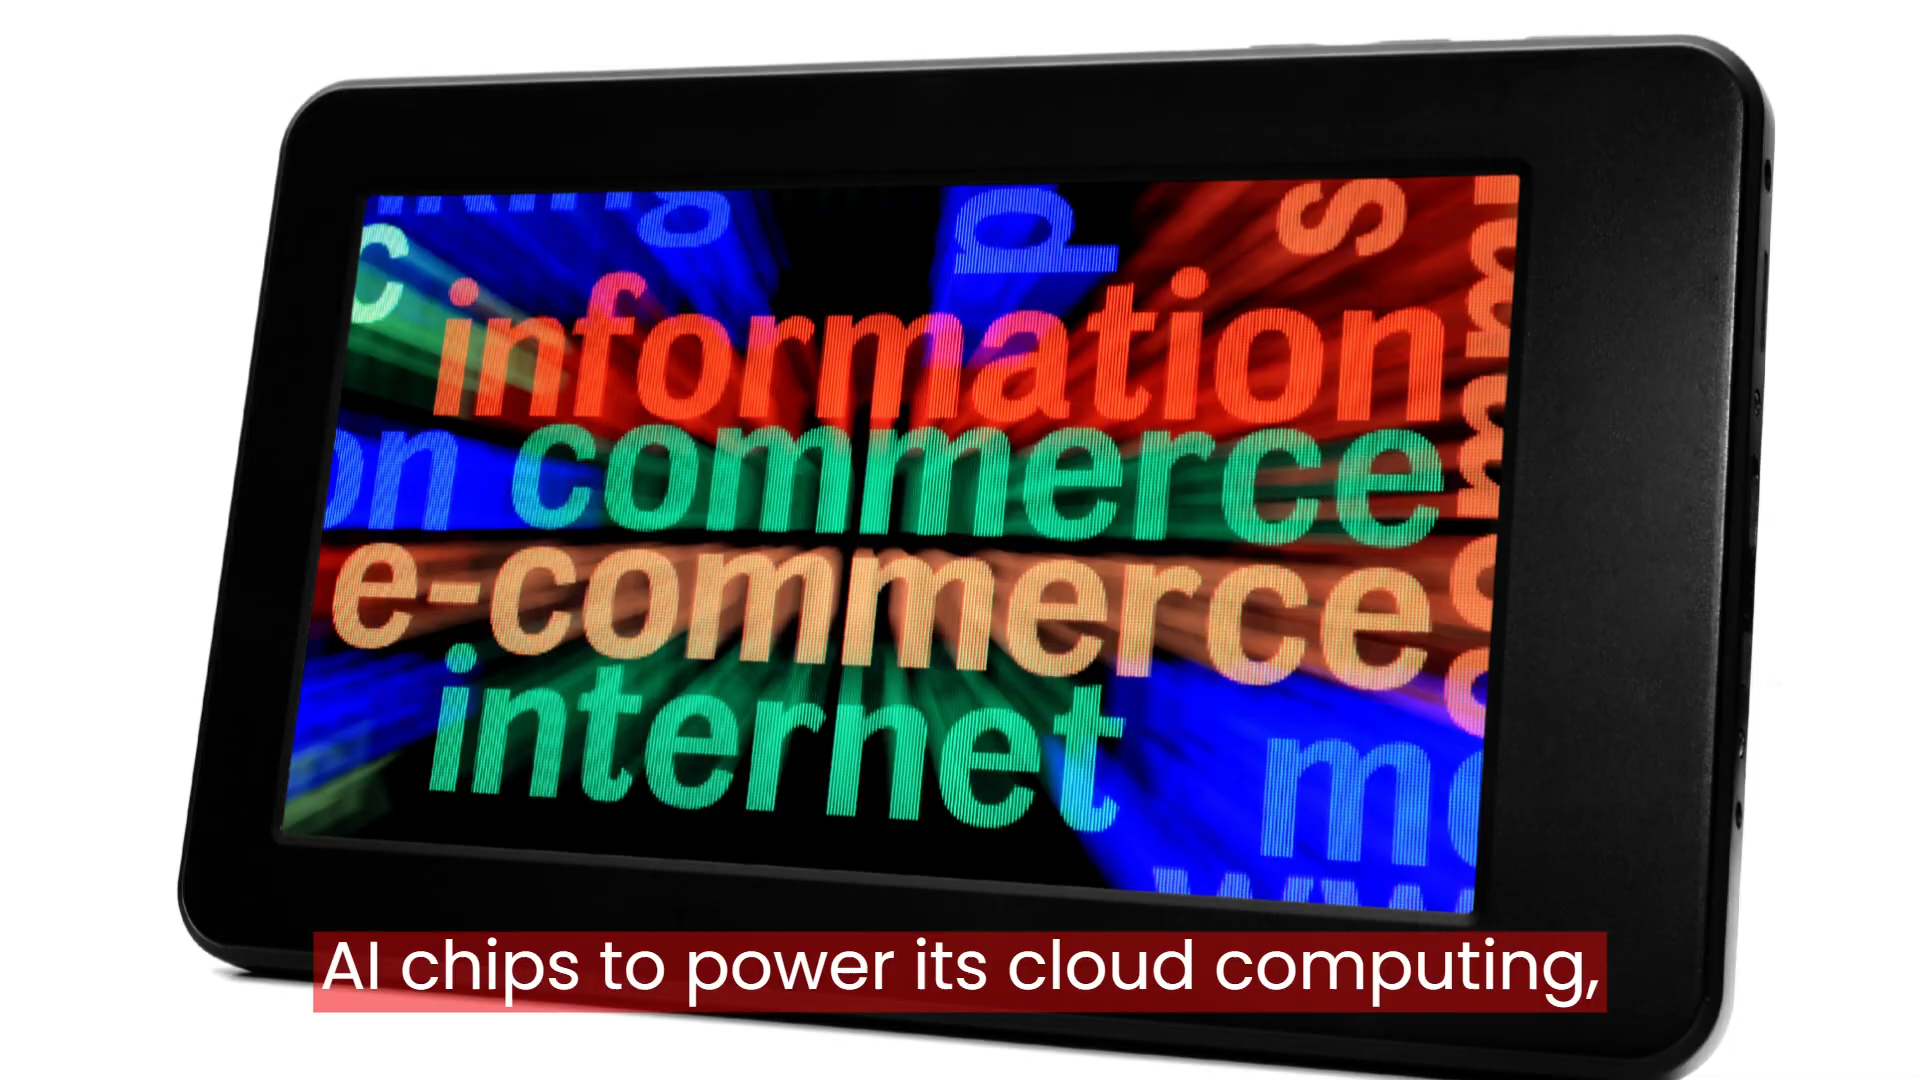 information
commerce
e-commerce
internet
AI chips to power its cloud computing,